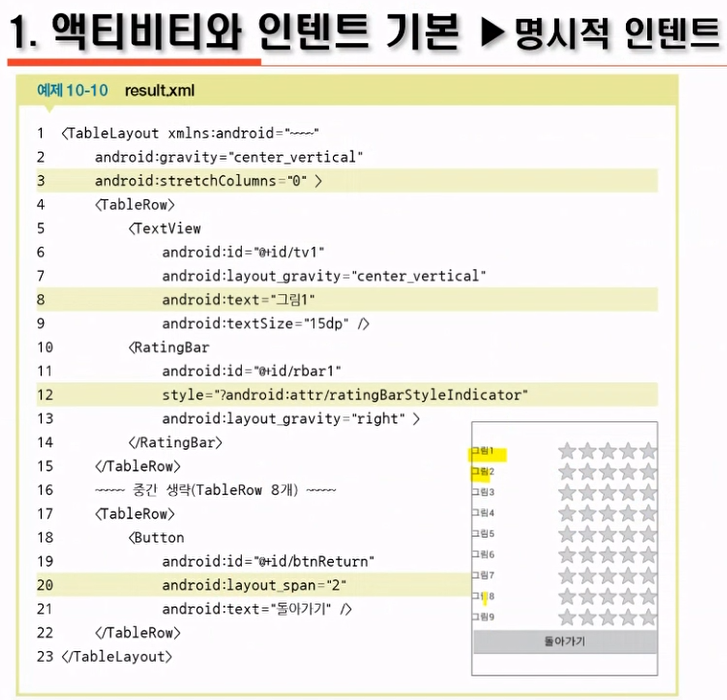 1. 액티비티와 인텐트 기본 ▶명시적 인텐트
예제 10-10 result.xml
1 <TableLayout xmlns:android="~~~"
2 android:gravity="center_vertical"
3 android:stretchColumns="0" >
4 <TableRow>
5 <TextView
6 android:id="@+id/tv1"
7 android:layout_gravity="center_vertical"
8 android:text="그림1"
9 android:textSize="15dp" />
10 <RatingBar
11 android:id="@+id/rbar1"
12 style="?android:attr/ratingBarStyleIndicator"
13 android:layout_gravity="right" >
14 </RatingBar>
15 </TableRow>
16 ~~~~ 중간 생략(TableRow 8개) ~~~~
17 <TableRow>
18 <Button
19 android:id="@+id/btnReturn"
20 android:layout_span="2"
21 android:text="돌아가기" />
22 </TableRow>
23 </TableLayout>
그림1
그림2
그림3
그림4
그림5
그림6
그림7
그림8
그림9
돌아가기